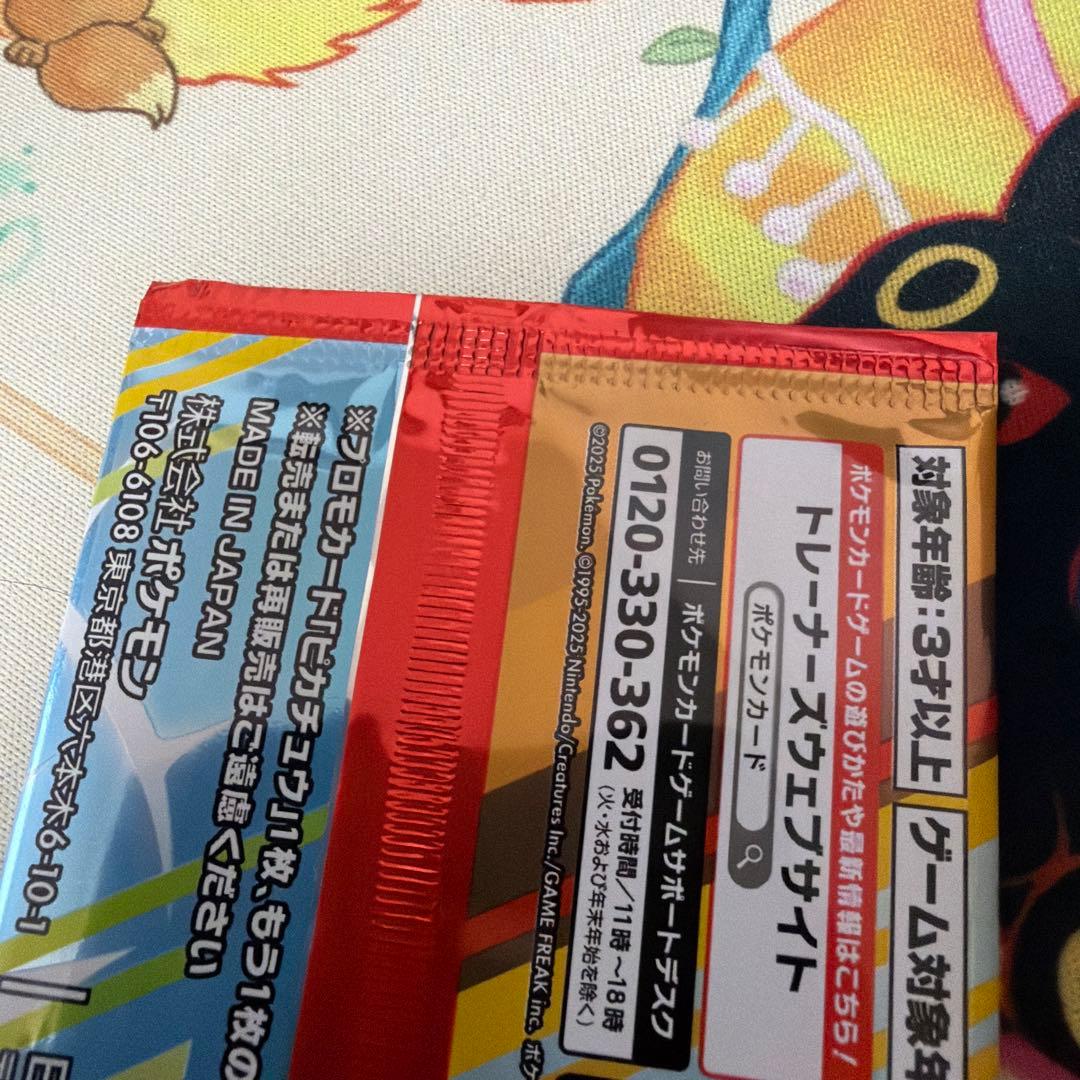 対象年齢：3才以上
ゲーム対象年
ポケモンカードゲームの遊びかたや最新情報はこちら！
トレーナーズウェブサイト
ポケモンカード
お問い合わせ先 | ポケモンカードゲームサポートデスク
0120-330-362 受付時間／11時～18時
（火・水および年末年始を除く）
©2025 Pokémon. ©1995-2025 Nintendo/Creatures Inc./GAME FREAK inc. ポケ
※プロモカード「ピカチュウ」1枚、もう1枚の
※転売または再販売はご遠慮ください
MADE IN JAPAN
株式会社ポケモン
〒106-6108 東京都港区六本木6-10-1